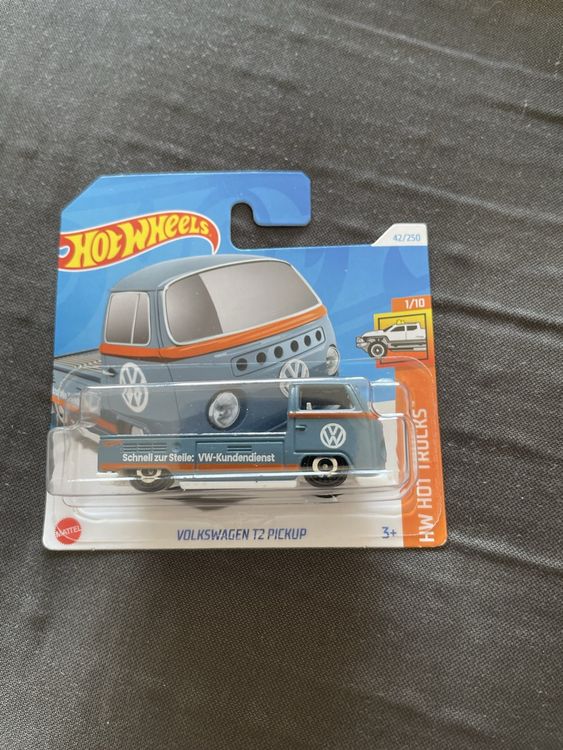 HOT WHEELS
42/250
1/10
HW HOT TRUCKS
Schnell zur Stelle: VW-Kundendienst
MATTEL
VOLKSWAGEN T2 PICKUP
3+